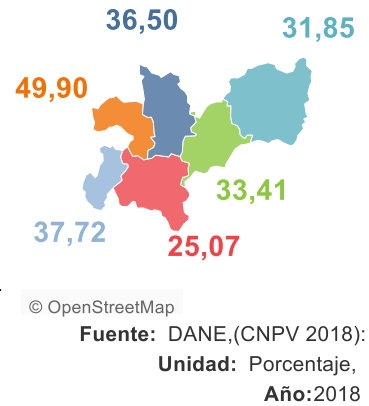 36,50
31,85
49,90
33,41
37,72
25,07
© OpenStreetMap
Fuente: DANE,(CNPV 2018):
Unidad: Porcentaje,
Año:2018